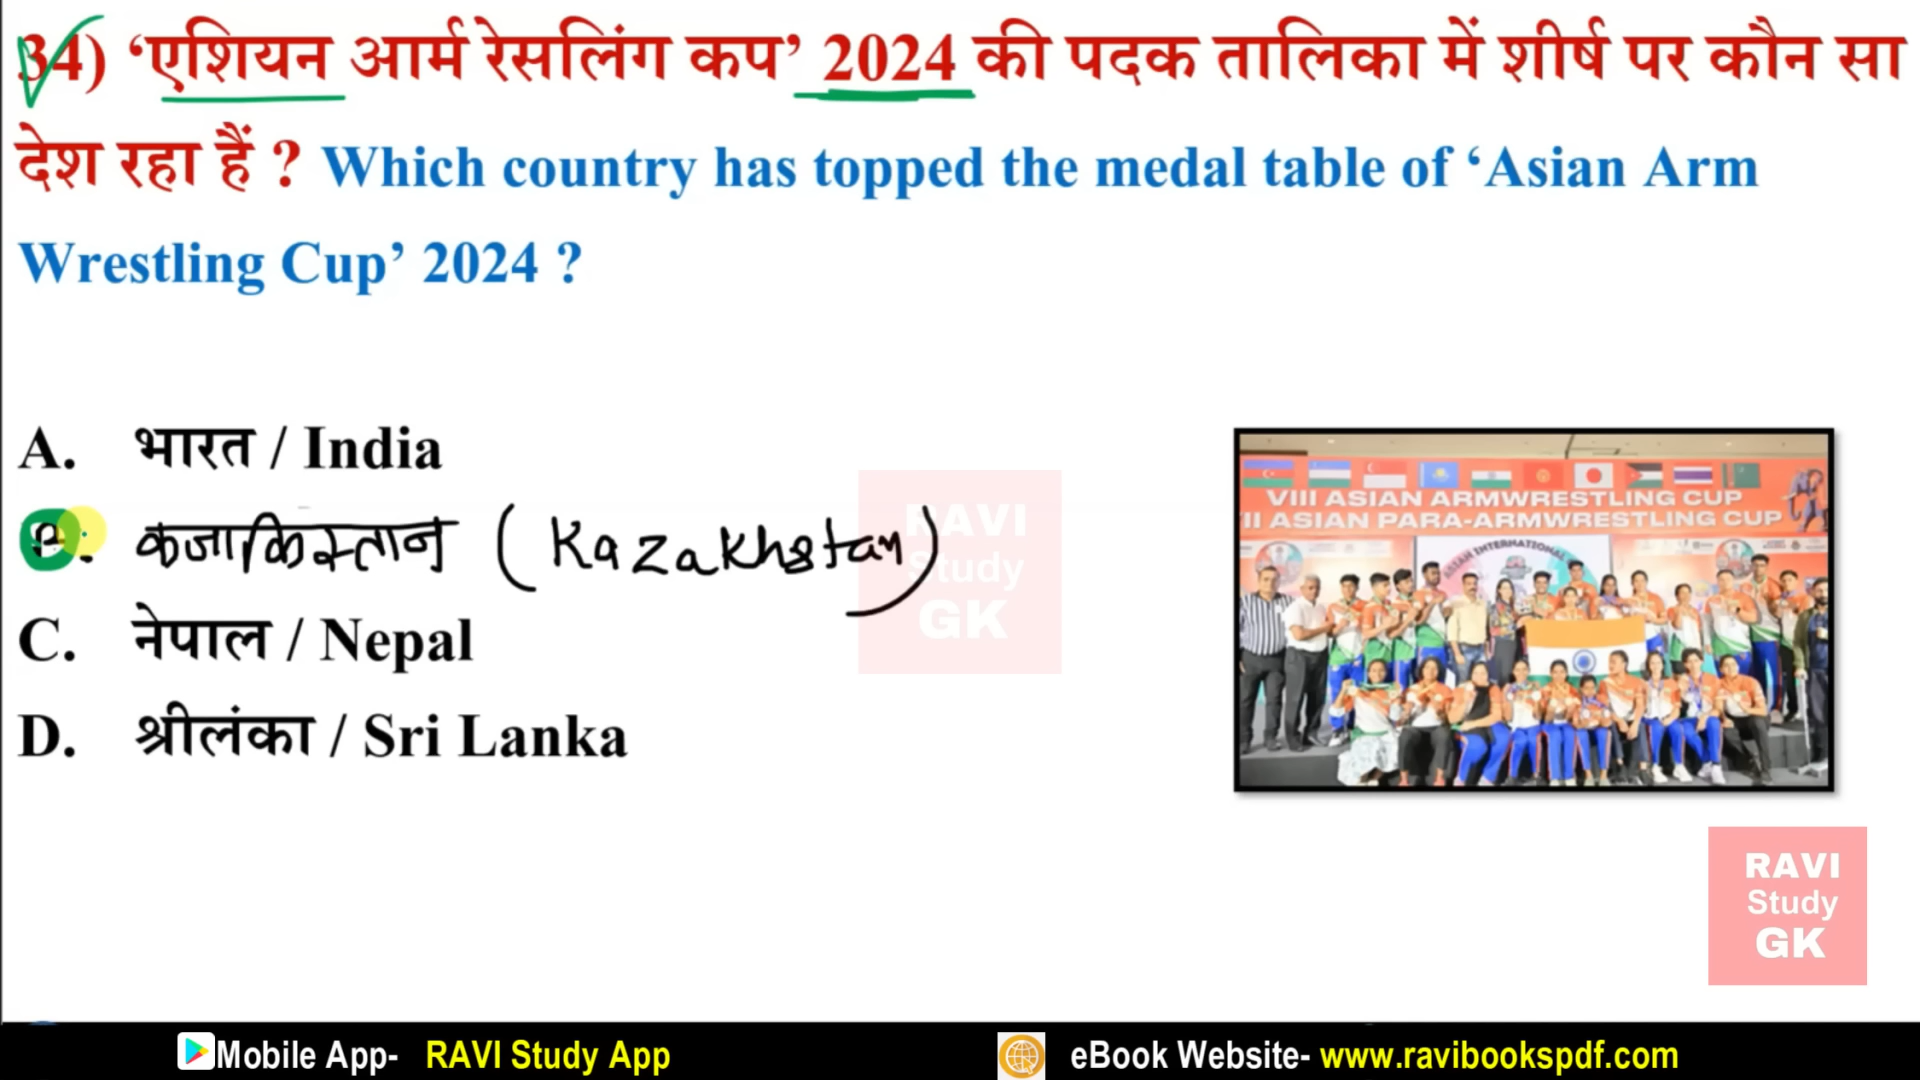 34) ‘एशियन आर्म रेसलिंग कप’ 2024 की पदक तालिका में शीर्ष पर कौन सा
देश रहा हैं ? Which country has topped the medal table of ‘Asian Arm
Wrestling Cup’ 2024 ?
A. भारत / India
B. कजाकिस्तान (Kazakhstan)
C. नेपाल / Nepal
D. श्रीलंका / Sri Lanka
VIII ASIAN ARMWRESTLING CUP
II ASIAN PARA-ARMWRESTLING CUP
ASIAN INTERNATIONAL
RAVI
Study
GK
RAVI
Study
GK
Mobile App- RAVI Study App
eBook Website- www.ravibookspdf.com